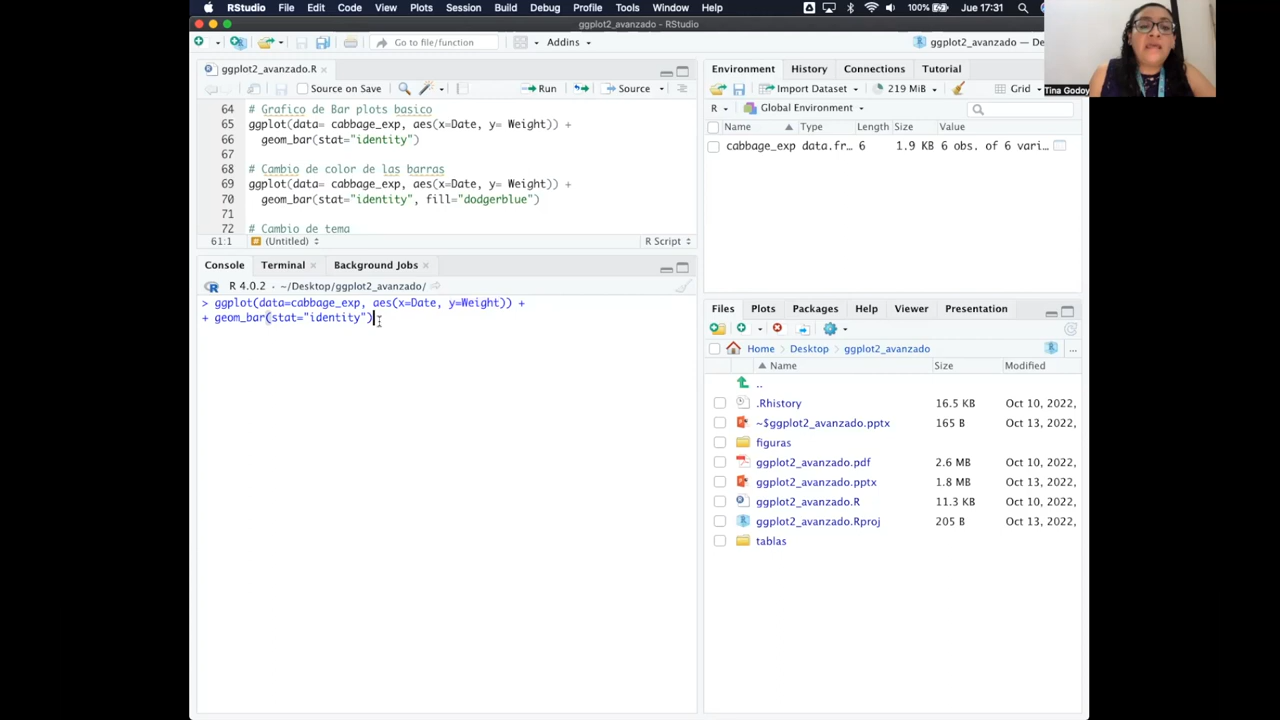 RStudio File Edit Code View Plots Session Build Debug Profile Tools Window Help 100% Jue 17:31
ggplot2_avanzado - RStudio
Go to file/function Addins ggplot2_avanzado — De
ggplot2_avanzado.R
Source on Save Run Source
64 # Grafico de Bar plots basico
65 ggplot(data= cabbage_exp, aes(x=Date, y= Weight)) +
66 geom_bar(stat="identity")
67
68 # Cambio de color de las barras
69 ggplot(data= cabbage_exp, aes(x=Date, y= Weight)) +
70 geom_bar(stat="identity", fill="dodgerblue")
71
72 # Cambio de tema
61:1 (Untitled) R Script
Console Terminal Background Jobs
R 4.0.2 · ~/Desktop/ggplot2_avanzado/
> ggplot(data=cabbage_exp, aes(x=Date, y=Weight)) +
+ geom_bar(stat="identity")
Environment History Connections Tutorial
Import Dataset 219 MiB Grid
R Global Environment
Name Type Length Size Value
cabbage_exp data.fr… 6 1.9 KB 6 obs. of 6 vari…
Files Plots Packages Help Viewer Presentation
Home Desktop ggplot2_avanzado ...
Name Size Modified
..
.Rhistory 16.5 KB Oct 10, 2022,
~$ggplot2_avanzado.pptx 165 B Oct 13, 2022,
figuras
ggplot2_avanzado.pdf 2.6 MB Oct 10, 2022,
ggplot2_avanzado.pptx 1.8 MB Oct 13, 2022,
ggplot2_avanzado.R 11.3 KB Oct 10, 2022,
ggplot2_avanzado.Rproj 205 B Oct 13, 2022,
tablas
Tina Godoy